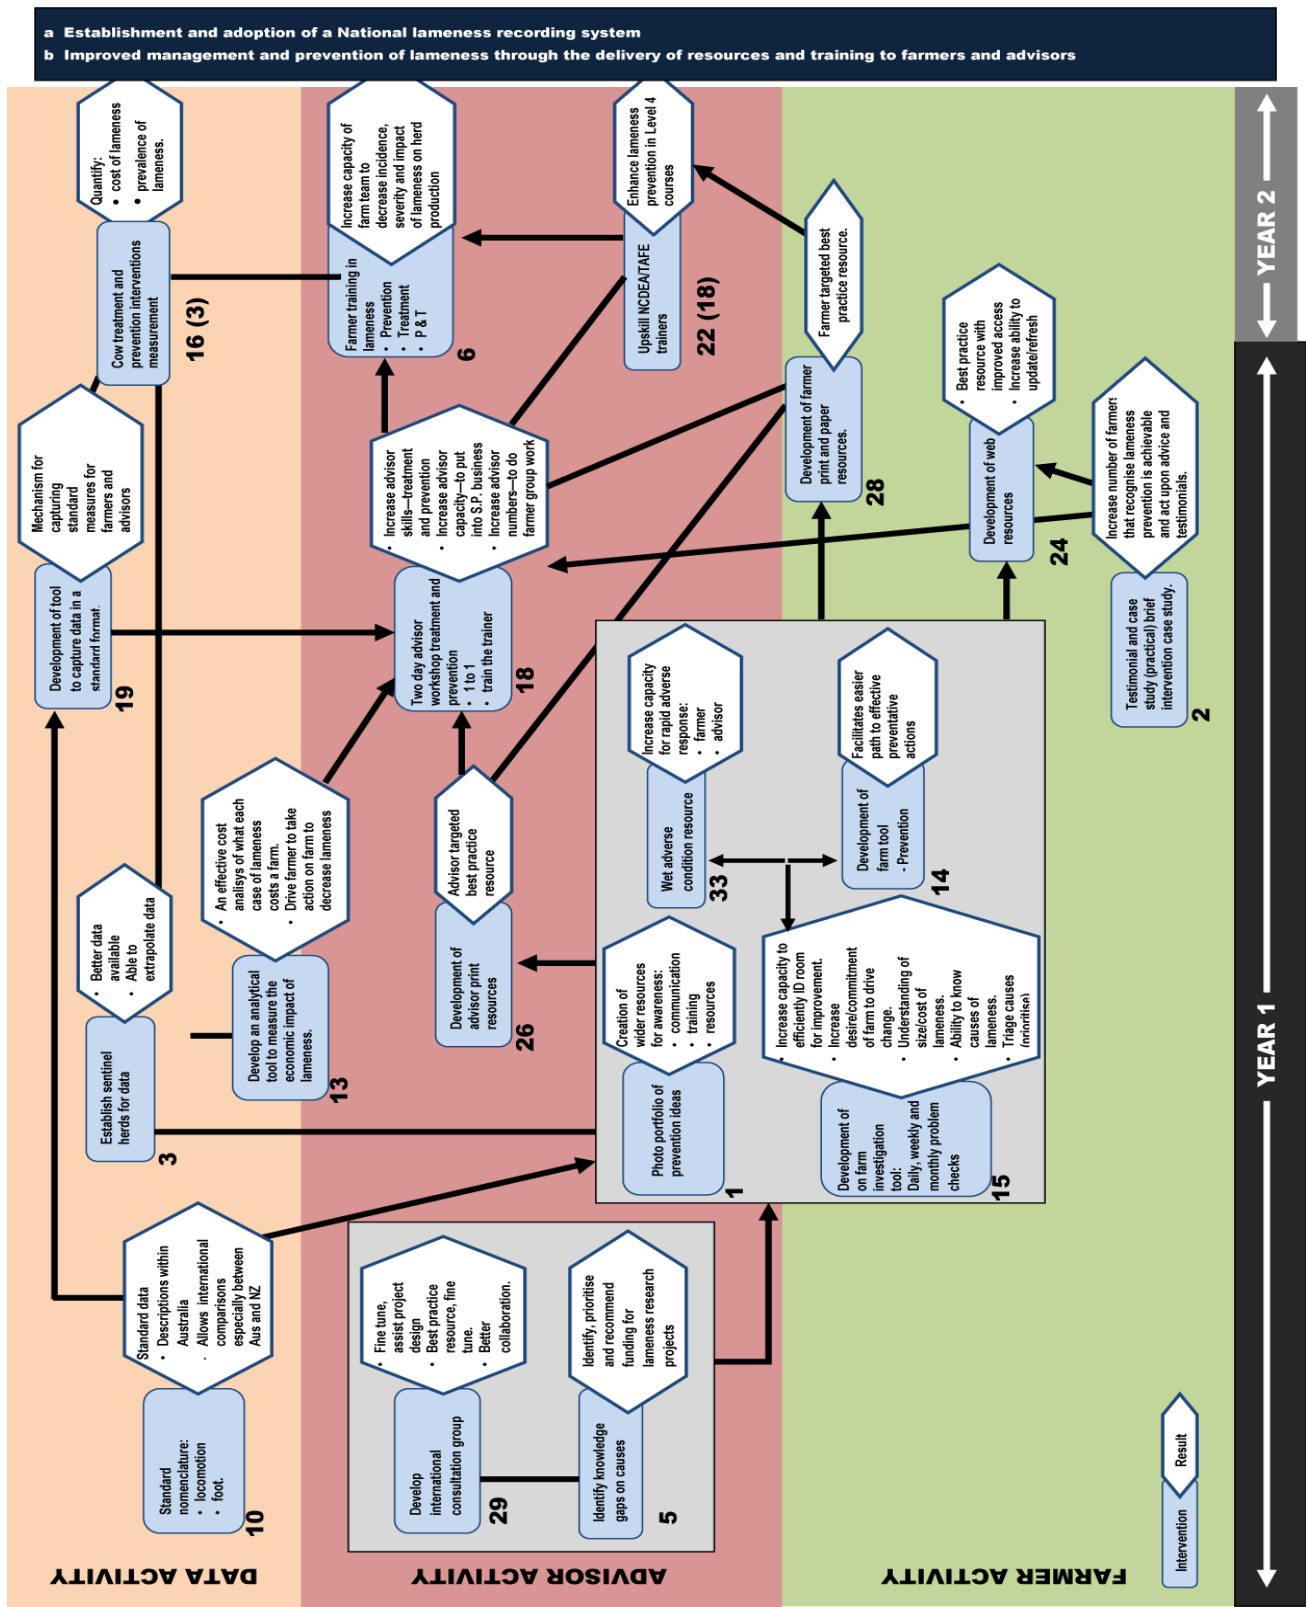 a Establishment and adoption of a National lameness recording system
b Improved management and prevention of lameness through the delivery of resources and training to farmers and advisors
DATA ACTIVITY
Standard
nomenclature:
• locomotion
• foot.
10
Standard data
• Descriptions within
Australia
. Allows international
comparisons
especially between
Aus and NZ
Establish sentinel
herds for data
3
• Better data
available
• Able to
extrapolate data
Develop an analytical
tool to measure the
economic impact of
lameness.
13
• An effective cost
analisys of what each
case of lameness
costs a farm.
• Drive farmer to take
action on farm to
decrease lameness
Development of tool
to capture data in a
standard format.
19
Mechanism for
capturing
standard
measures for
farmers and
advisors
Cow treatment and
prevention interventions
measurement
16 (3)
Quantify:
• cost of lameness
• prevalence of
lameness.
ADVISOR ACTIVITY
Develop
international
consultation group
29
• Fine tune,
assist project
design
• Best practice
resource, fine
tune.
• Better
collaboration.
Identify knowledge
gaps on causes
5
Identify, prioritise
and recommend
funding for
lameness research
projects
Development of
advisor print
resources
26
Advisor targeted
best practice
resource
Two day advisor
workshop treatment and
prevention
• 1 to 1
• train the trainer
18
• Increase advisor
skills—treatment
and prevention
• Increase advisor
capacity—to put
into S.P. business
• Increase advisor
numbers—to do
farmer group work
Farmer training in
lameness
• Prevention
• Treatment
• P & T
6
Increase capacity of
farm team to
decrease incidence,
severity and impact
of lameness on herd
production
Upskill NCDEA/TAFE
trainers
22 (18)
Enhance lameness
prevention in Level 4
courses
Photo portfolio of
prevention ideas
1
Creation of
wider resources
for awareness:
• communication
• training
• resources
Wet adverse
condition resource
33
Increase capacity
for rapid adverse
response:
• farmer
• advisor
FARMER ACTIVITY
Development of
on farm
investigation
tool:
Daily, weekly and
monthly problem
checks
15
• Increase capacity to
efficiently ID room
for improvement.
• Increase
desire/commitment
of farm to drive
change.
• Understanding of
size/cost of
lameness.
• Ability to know
causes of
lameness.
• Triage causes
(prioritise)
Development of
farm tool
- Prevention
14
Facilitates easier
path to effective
preventative
actions
Development of farmer
print and paper
resources.
28
Farmer targeted best
practice resource.
Development of web
resources
24
• Best practice
resource with
improved access
• Increase ability to
update/refresh
Testimonial and case
study (practical) brief
intervention case study.
2
Increase number of farmers
that recognise lameness
prevention is achievable
and act upon advice and
testimonials.
Intervention
Result
YEAR 1
YEAR 2